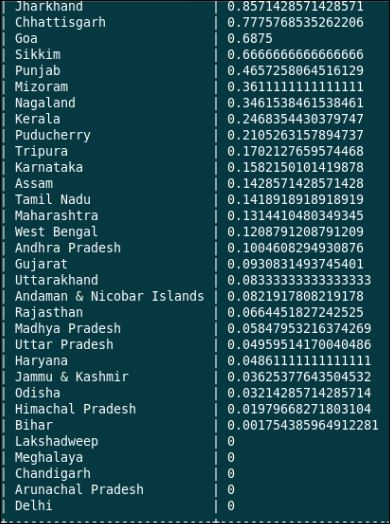 | Jharkhand | 0.8571428571428571
| Chhattisgarh | 0.7775768535262206
| Goa | 0.6875
| Sikkim | 0.6666666666666666
| Punjab | 0.4657258064516129
| Mizoram | 0.3611111111111111
| Nagaland | 0.3461538461538461
| Kerala | 0.2468354430379747
| Puducherry | 0.2105263157894737
| Tripura | 0.1702127659574468
| Karnataka | 0.1582150101419878
| Assam | 0.1428571428571428
| Tamil Nadu | 0.1418918918918919
| Maharashtra | 0.1314410480349345
| West Bengal | 0.1208791208791209
| Andhra Pradesh | 0.1004608294930876
| Gujarat | 0.0930831493745401
| Uttarakhand | 0.08333333333333333
| Andaman & Nicobar Islands | 0.0821917808219178
| Rajasthan | 0.0664451827242525
| Madhya Pradesh | 0.05847953216374269
| Uttar Pradesh | 0.04959514170040486
| Haryana | 0.04861111111111111
| Jammu & Kashmir | 0.03625377643504532
| Odisha | 0.03214285714285714
| Himachal Pradesh | 0.01979668271803104
| Bihar | 0.001754385964912281
| Lakshadweep | 0
| Meghalaya | 0
| Chandigarh | 0
| Arunachal Pradesh | 0
| Delhi | 0